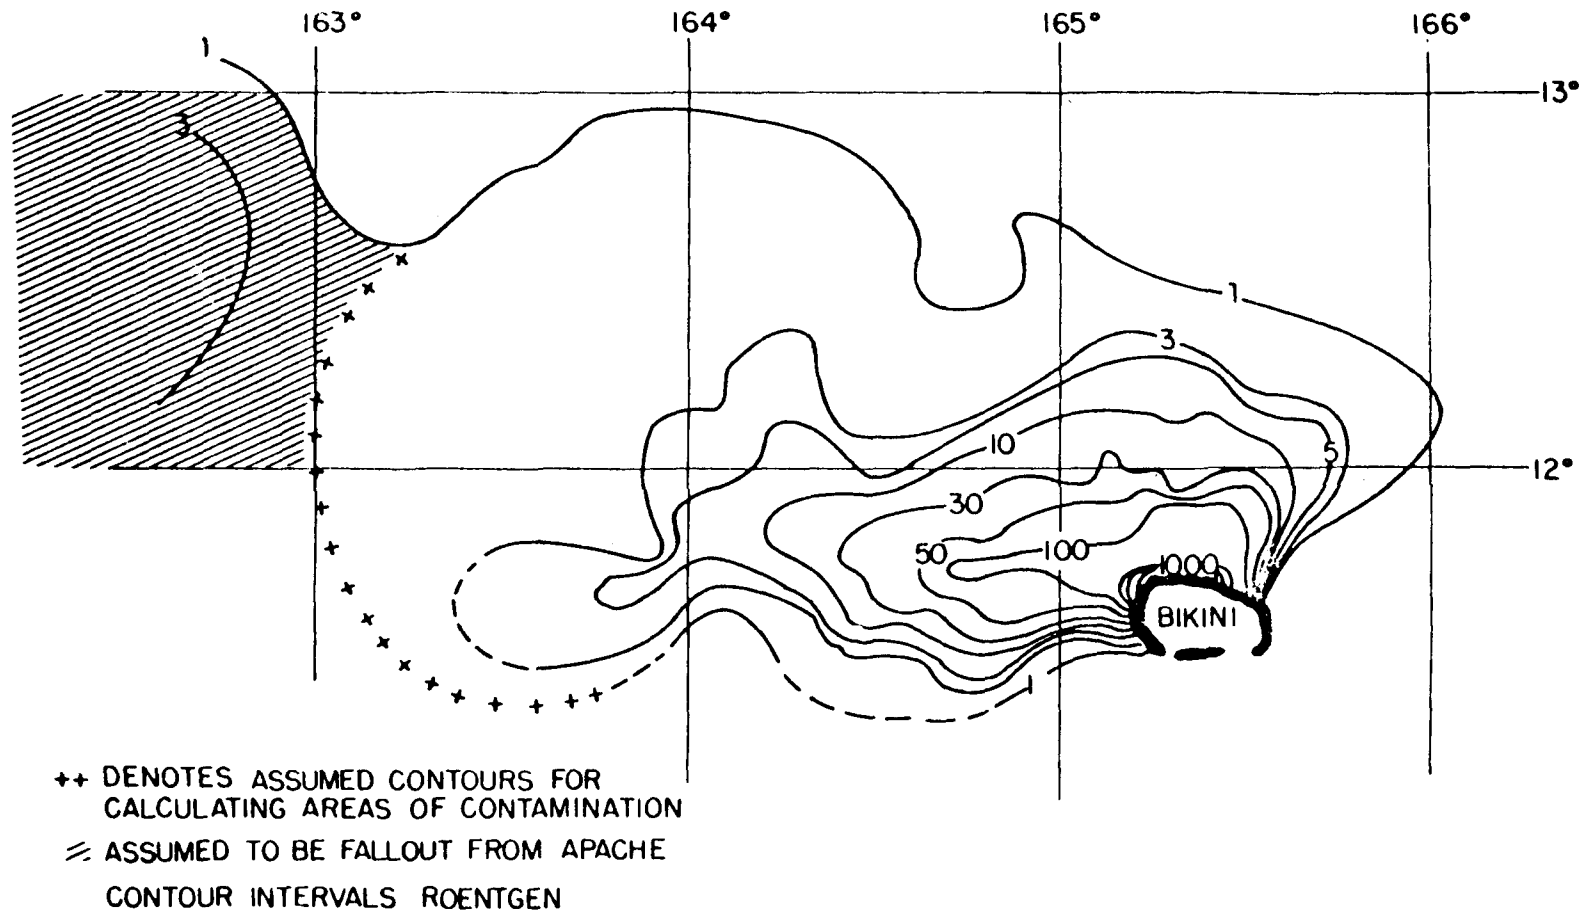 163° 164° 165° 166°
1
13°
3
1
3
10
5
12°
30
50
100
1000
BIKINI
1
++ DENOTES ASSUMED CONTOURS FOR
CALCULATING AREAS OF CONTAMINATION
ASSUMED TO BE FALLOUT FROM APACHE
CONTOUR INTERVALS ROENTGEN